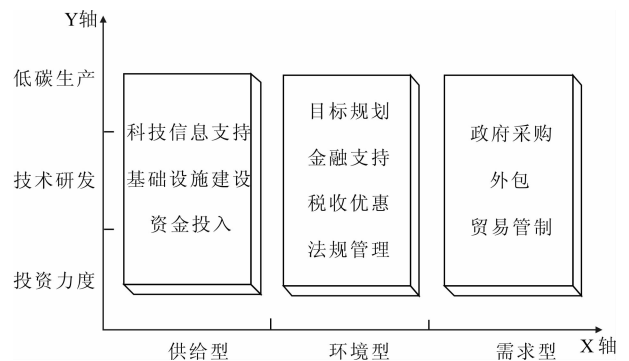 Y轴
低碳生产
技术研发
投资力度
科技信息支持
基础设施建设
资金投入
目标规划
金融支持
税收优惠
法规管理
政府采购
外包
贸易管制
供给型
环境型
需求型
X轴